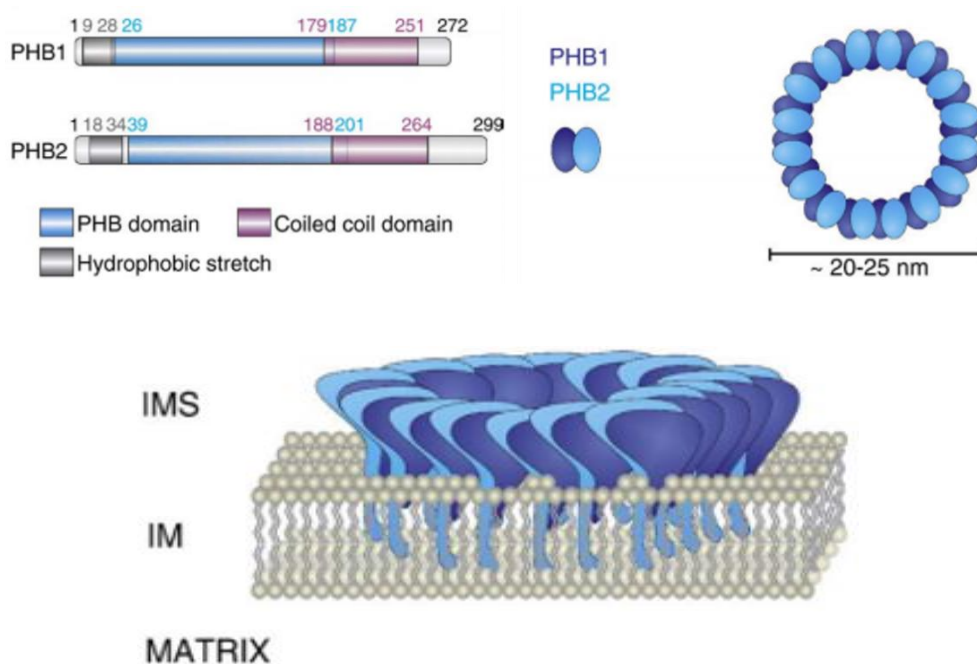 1 9 28 26 179 187 251 272
PHB1
1 18 34 39 188 201 264 299
PHB2
PHB domain Coiled coil domain
Hydrophobic stretch
PHB1
PHB2
~ 20-25 nm
IMS
IM
MATRIX